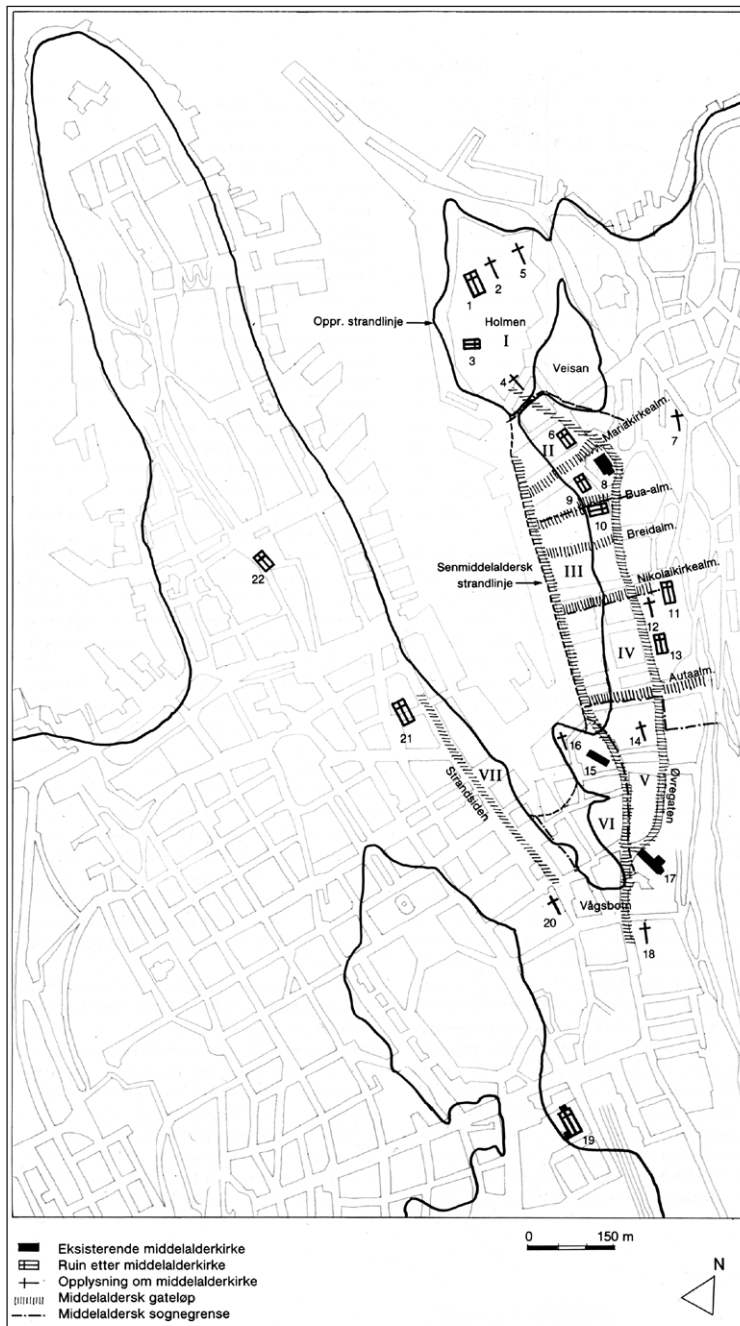 5
2
1
Oppr. strandlinje
Holmen
I
3
Veisan
4
Mariakirkealm.
7
6
II
8
9
Bua-alm.
10
Breidalm.
22
Senmiddelaldersk
strandlinje
III
Nikolaikirkealm.
11
12
IV
13
Autaalm.
21
16
14
15
VII
V
Strandsiden
Øvregaten
VI
17
Vågsbotn
20
18
19
0 150 m
N
Eksisterende middelalderkirke
Ruin etter middelalderkirke
Opplysning om middelalderkirke
Middelaldersk gateløp
Middelaldersk sognegrense